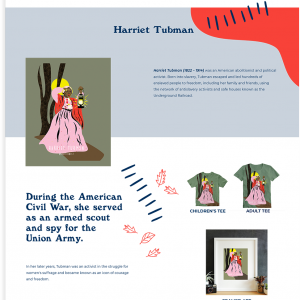 Harriet Tubman
Harriet Tubman (1822 – 1914) was an American abolitionist and political
activist. Born into slavery, Tubman escaped and led hundreds of
enslaved people to freedom, including her family and friends, using
the network of antislavery activists and safe houses known as the
Underground Railroad.
HARRIET TUBMAN
During the American
Civil War, she served
as an armed scout
and spy for the
Union Army.
In her later years, Tubman was an activist in the struggle for
women's suffrage and became known as an icon of courage
and freedom.
CHILDREN'S TEE
ADULT TEE